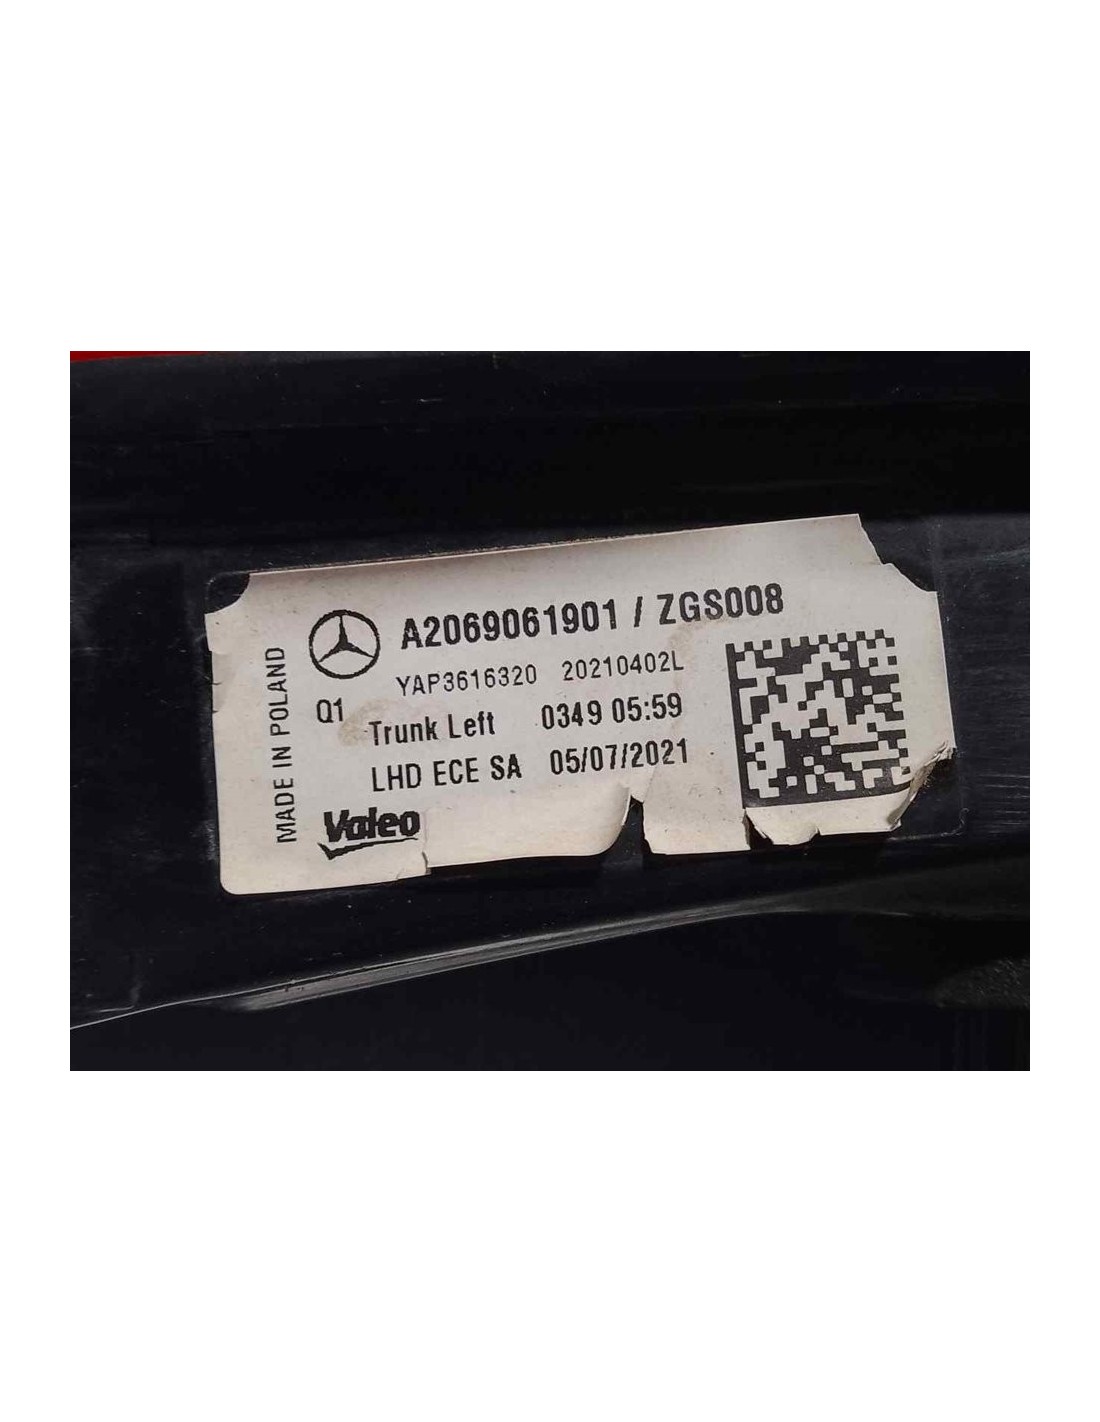 A2069061901 / ZGS008
YAP3616320 20210402L
Q1 Trunk Left 0349 05:59
LHD ECE SA 05/07/2021
Valeo
MADE IN POLAND